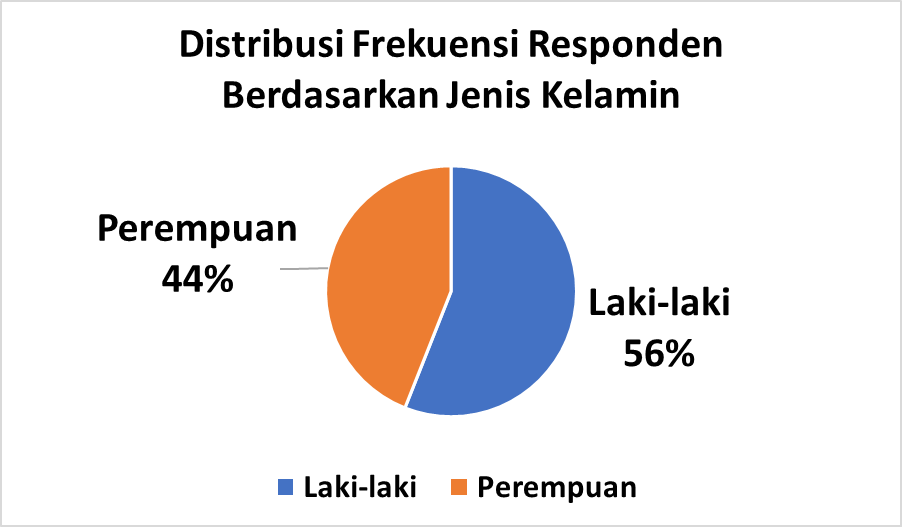 Distribusi Frekuensi Responden
Berdasarkan Jenis Kelamin
Perempuan
44%
Laki-laki
56%
Laki-laki
Perempuan